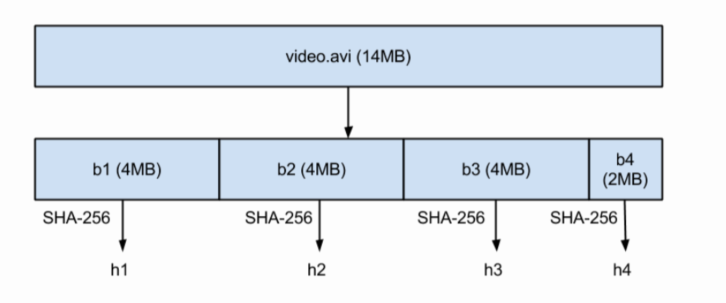 video.avi (14MB)
b1 (4MB)
b2 (4MB)
b3 (4MB)
b4
(2MB)
SHA-256
SHA-256
SHA-256
SHA-256
h1
h2
h3
h4